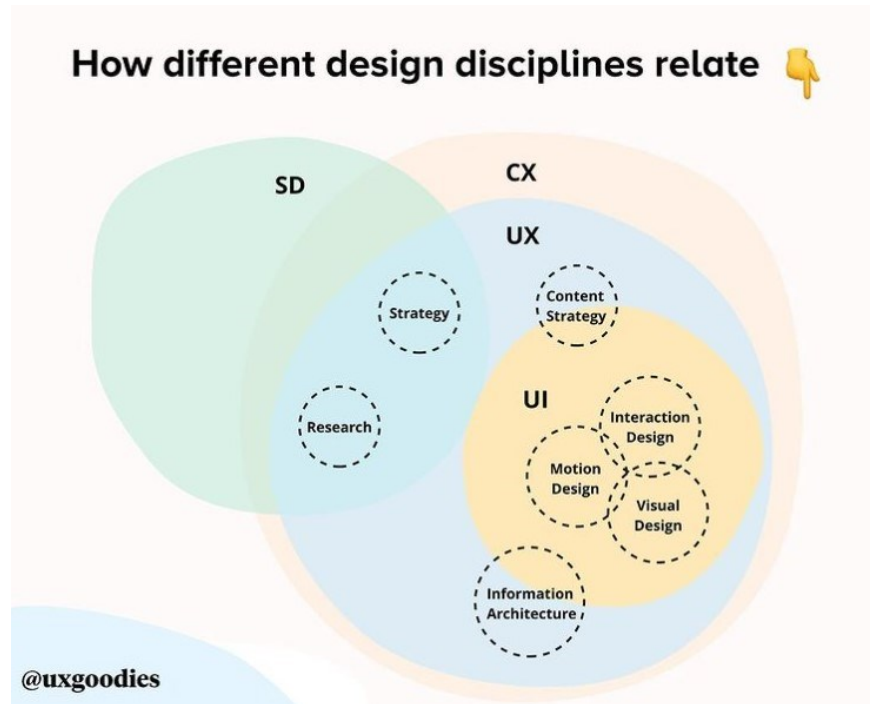 How different design disciplines relate 👇
SD
CX
UX
Strategy
Content
Strategy
Research
UI
Interaction
Design
Motion
Design
Visual
Design
Information
Architecture
@uxgoodies